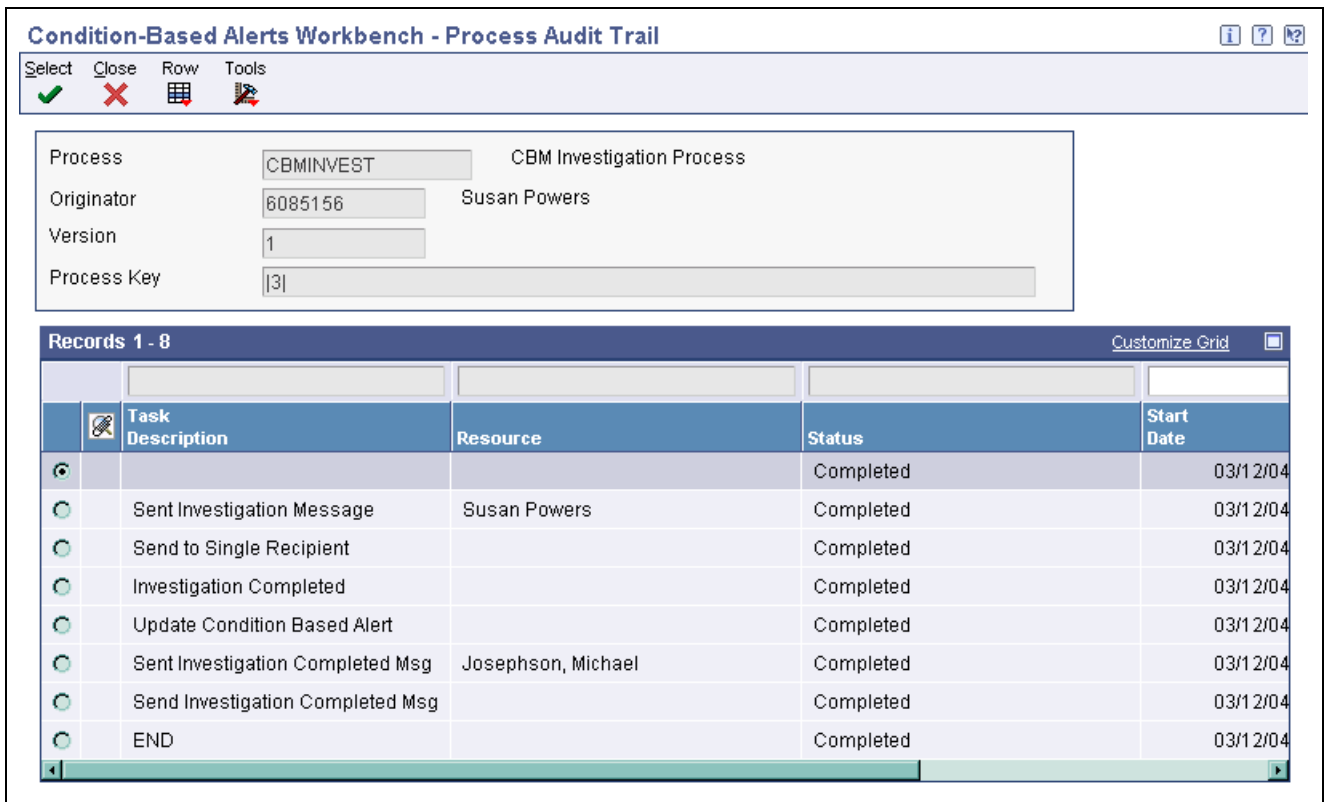 Condition-Based Alerts Workbench - Process Audit Trail
Select Close Row Tools
Process CBMINVEST CBM Investigation Process
Originator 6085156 Susan Powers
Version 1
Process Key |3|
Records 1 - 8 Customize Grid
Task Description Resource Status Start Date
Completed 03/12/04
Sent Investigation Message Susan Powers Completed 03/12/04
Send to Single Recipient Completed 03/12/04
Investigation Completed Completed 03/12/04
Update Condition Based Alert Completed 03/12/04
Sent Investigation Completed Msg Josephson, Michael Completed 03/12/04
Send Investigation Completed Msg Completed 03/12/04
END Completed 03/12/04